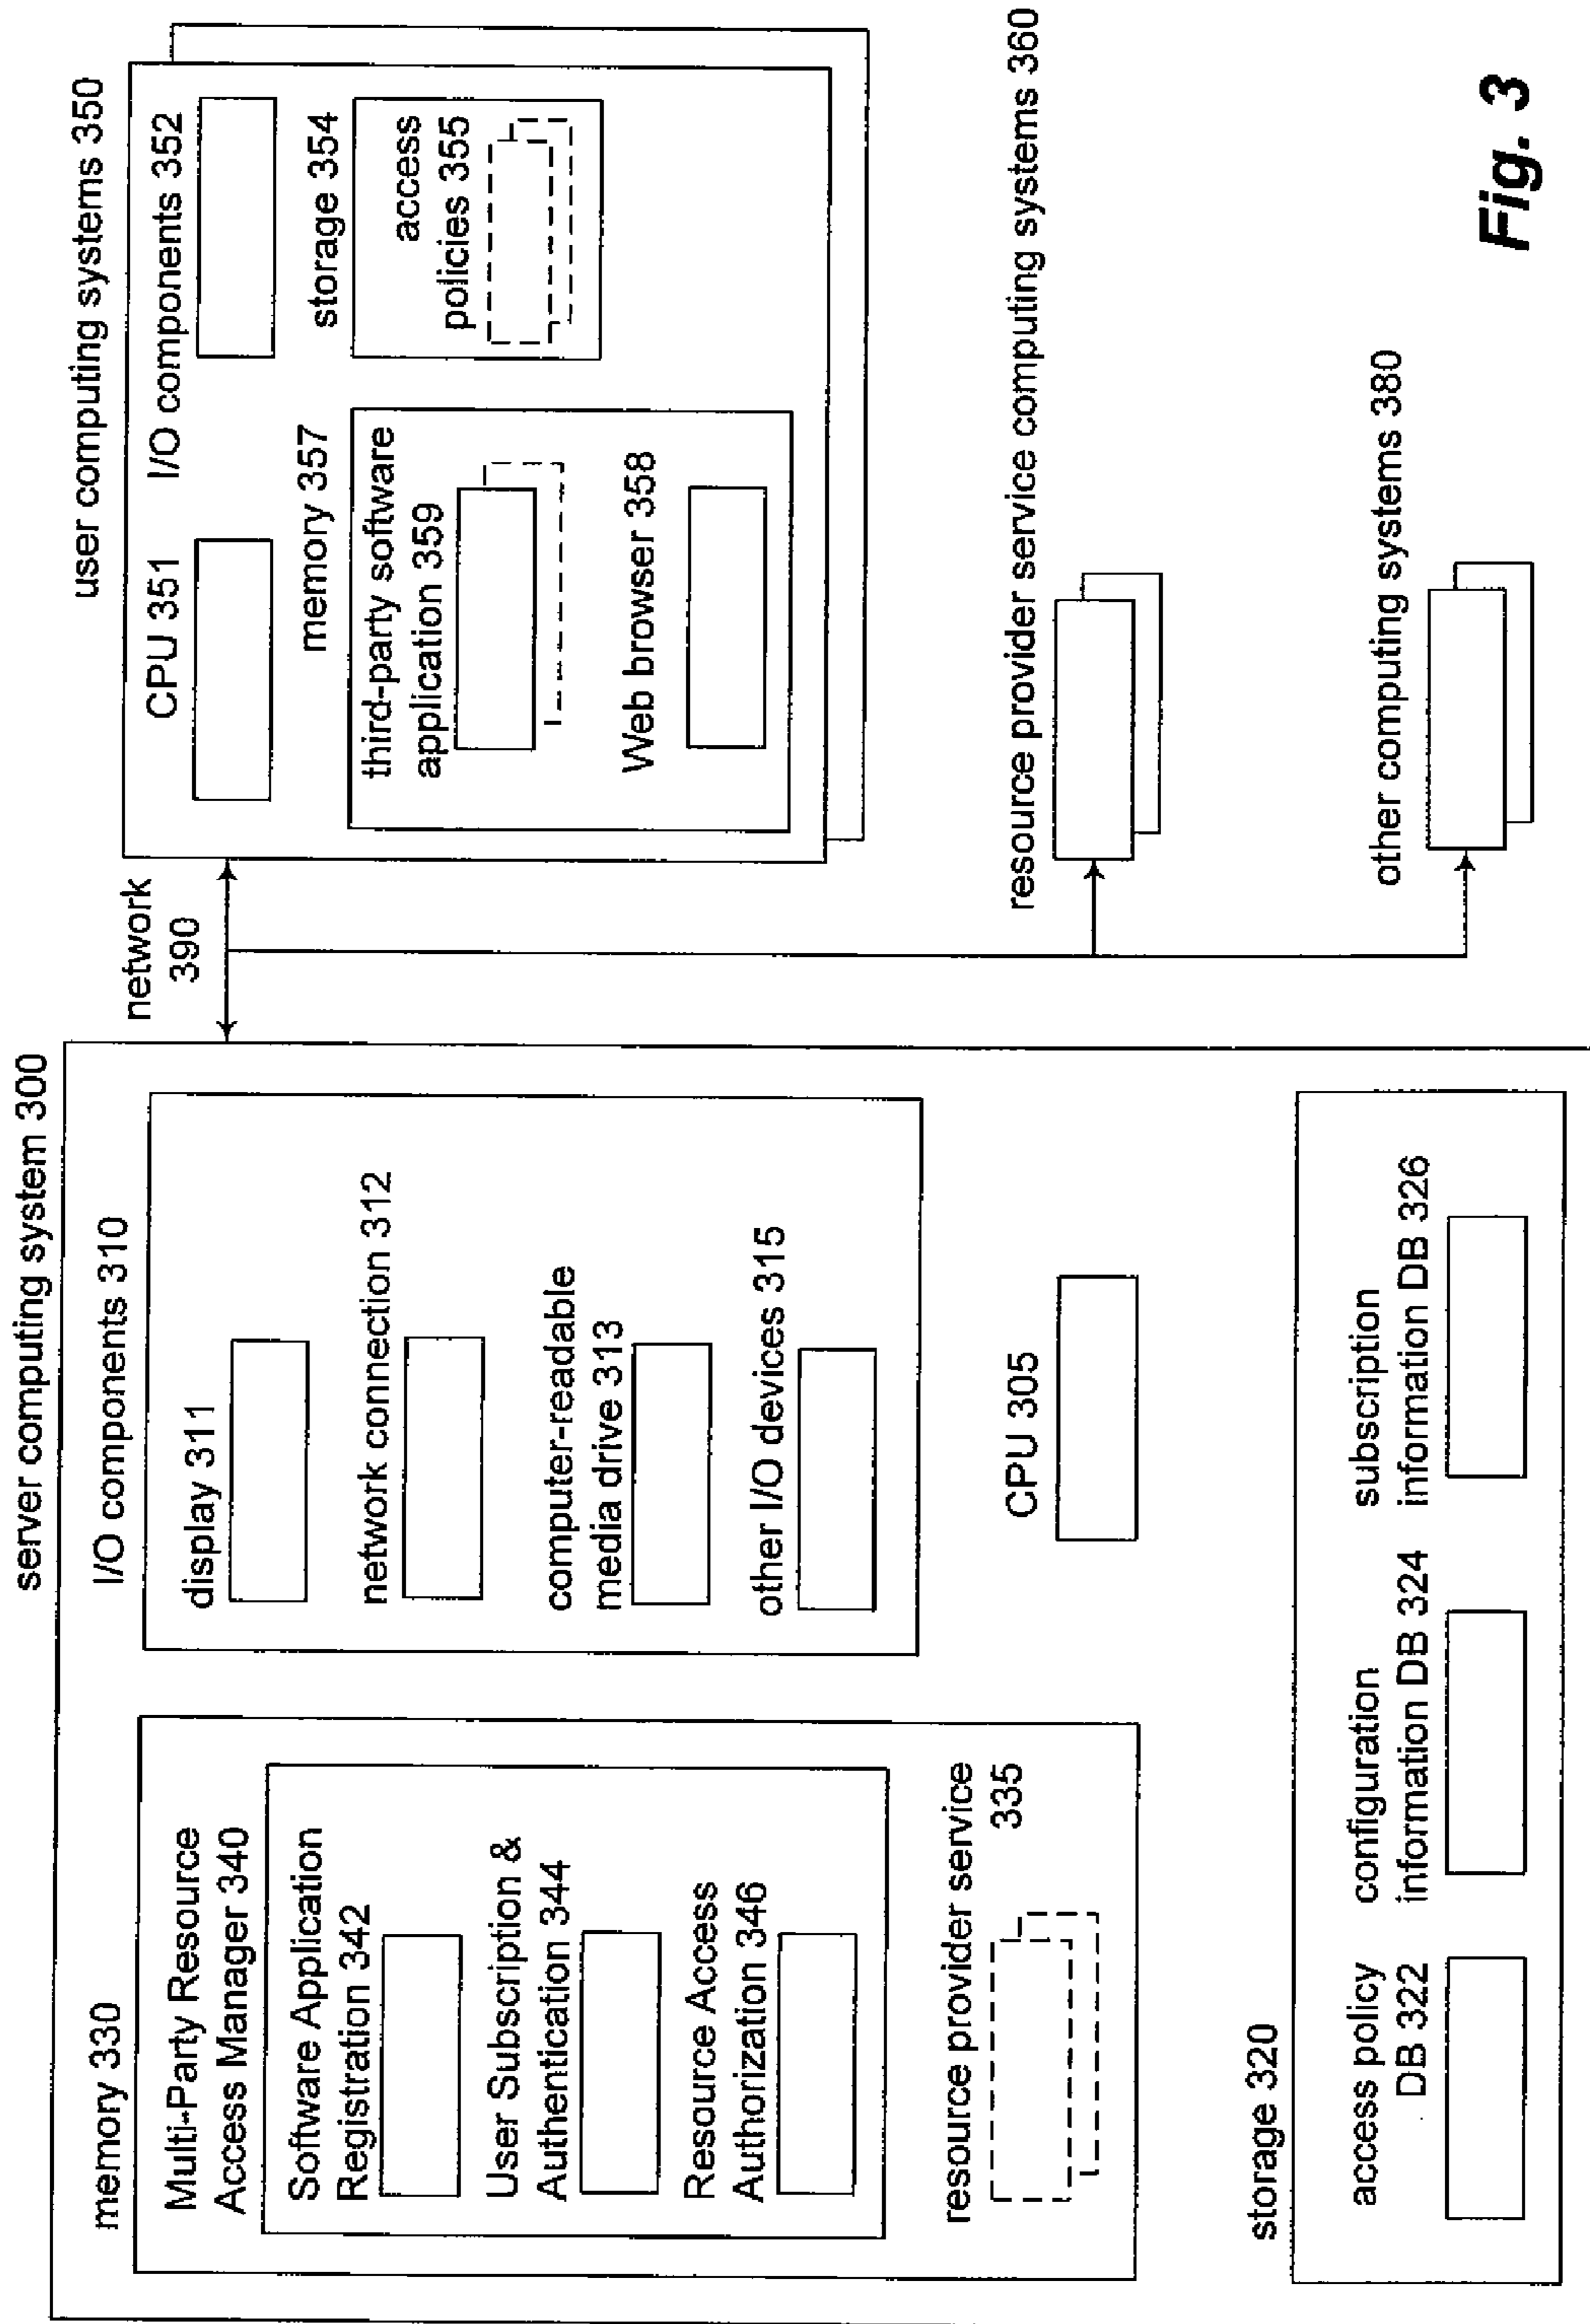 server computing system 300
memory 330
Multi-Party Resource
Access Manager 340
Software Application
Registration 342
User Subscription &
Authentication 344
Resource Access
Authorization 346
resource provider service
335
I/O components 310
display 311
network connection 312
computer-readable
media drive 313
other I/O devices 315
CPU 305
storage 320
access policy
DB 322
configuration
information DB 324
subscription
information DB 326
network
390
user computing systems 350
CPU 351
I/O components 352
memory 357
third-party software
application 359
Web browser 358
storage 354
access
policies 355
resource provider service computing systems 360
other computing systems 380
Fig. 3